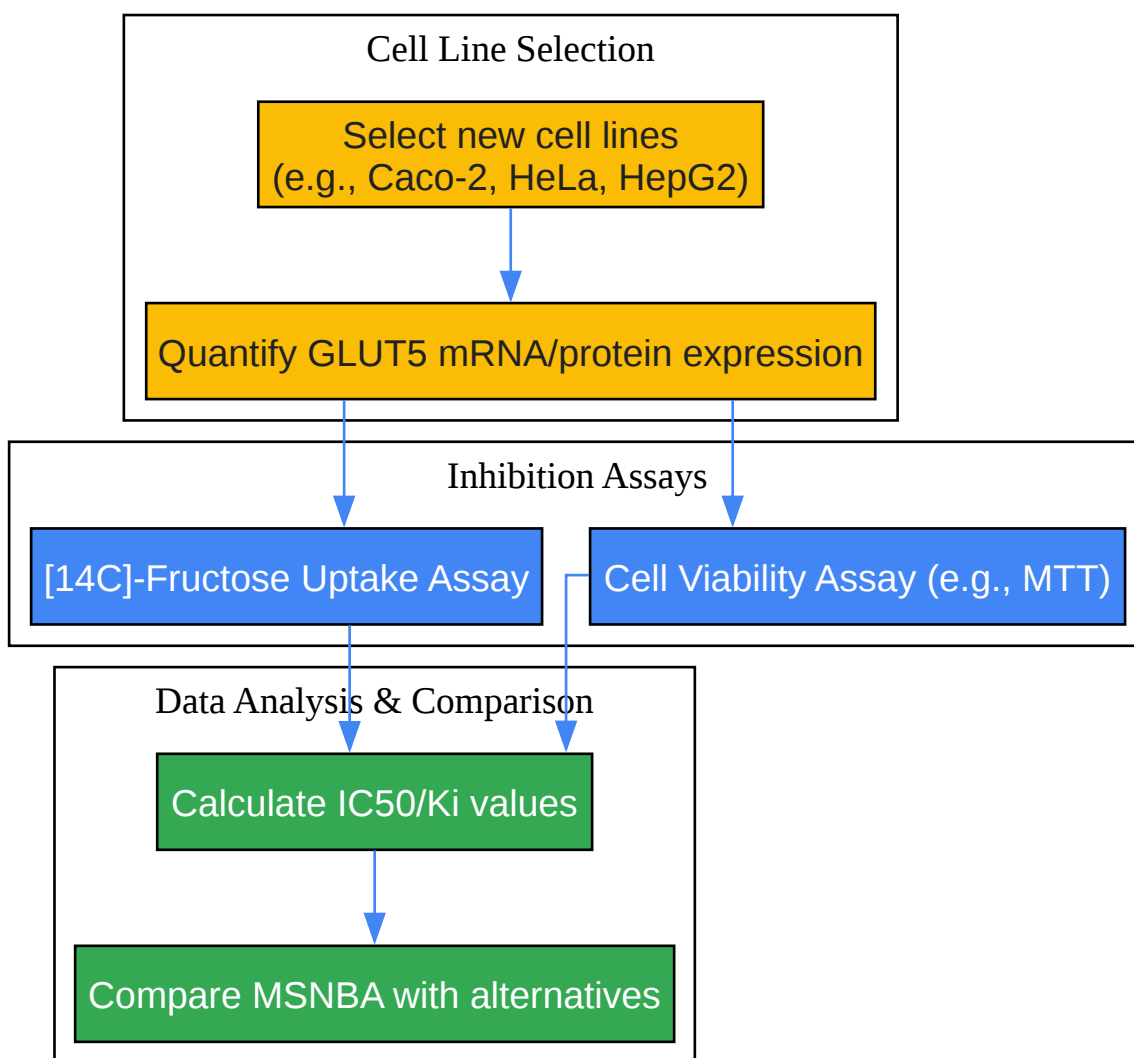 Cell Line Selection
Select new cell lines
(e.g., Caco-2, HeLa, HepG2)
Quantify GLUT5 mRNA/protein expression
Inhibition Assays
[14C]-Fructose Uptake Assay
Cell Viability Assay (e.g., MTT)
Data Analysis & Comparison
Calculate IC50/Ki values
Compare MSNBA with alternatives